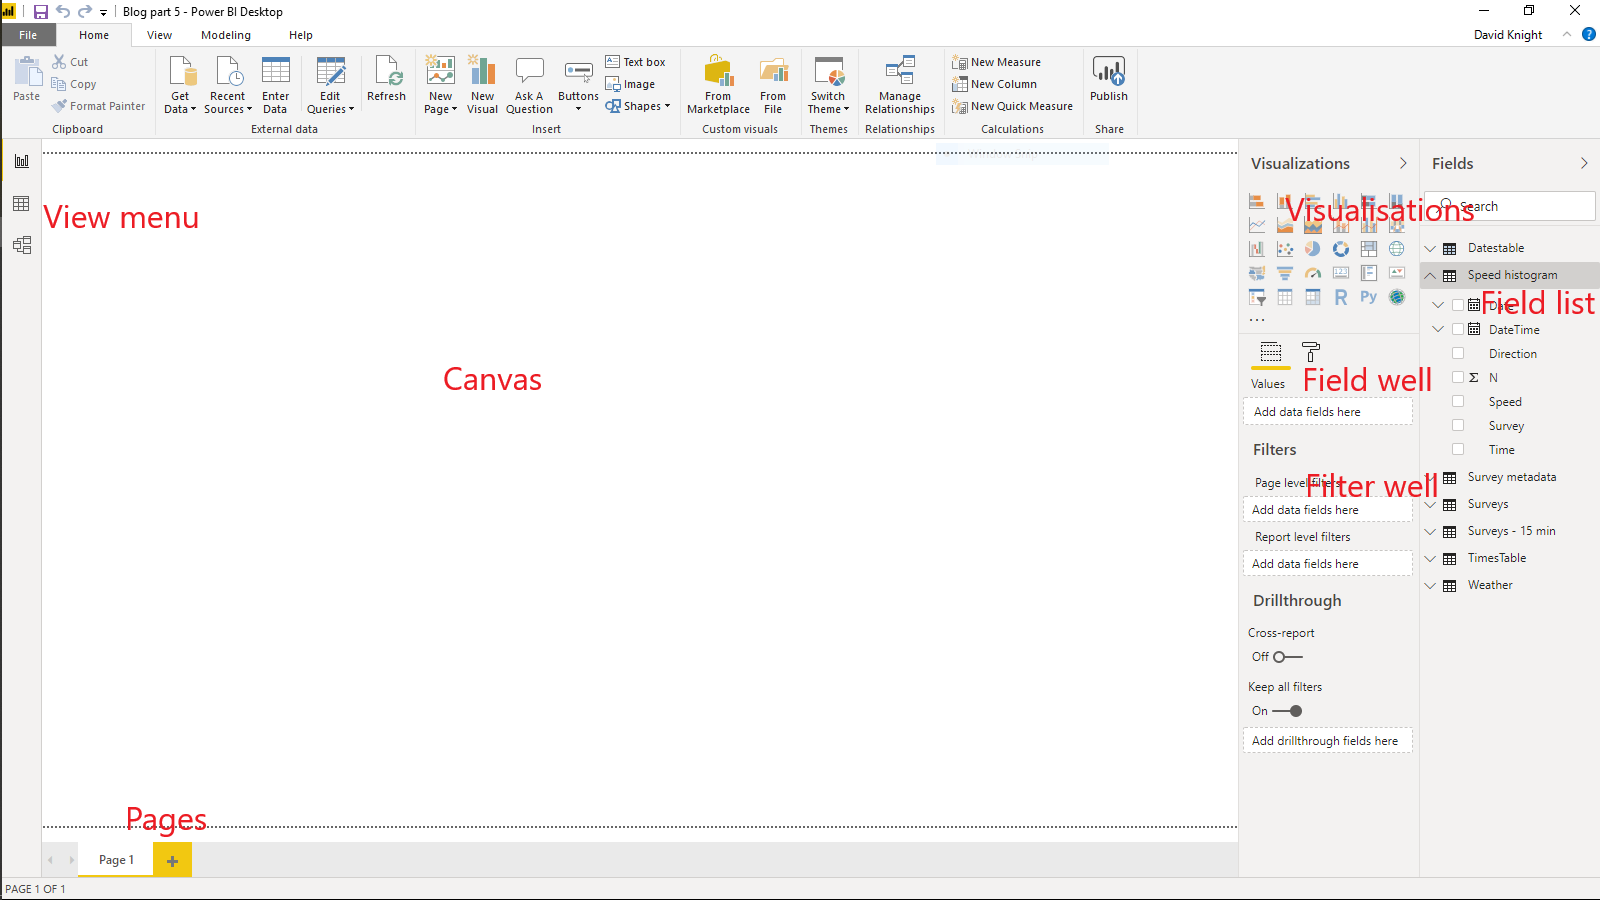 Blog part 5 - Power BI Desktop
File Home View Modeling Help David Knight
Paste
Cut
Copy
Format Painter
Clipboard
Get Data
Recent Sources
Enter Data
External data
Edit Queries
Refresh
New Page
New Visual
Ask A Question
Buttons
Text box
Image
Shapes
Insert
From Marketplace
From File
Custom visuals
Switch Theme
Themes
Manage Relationships
Relationships
New Measure
New Column
New Quick Measure
Calculations
Publish
Share
Window Snip
View menu
Canvas
Pages
Page 1
PAGE 1 OF 1
Visualizations
Visualisations
R Py
Values
Field well
Add data fields here
Filters
Page level filters
Filter well
Add data fields here
Report level filters
Add data fields here
Drillthrough
Cross-report
Off
Keep all filters
On
Add drillthrough fields here
Fields
Search
Datestable
Speed histogram
Date
Field list
DateTime
Direction
Σ N
Speed
Survey
Time
Survey metadata
Surveys
Surveys - 15 min
TimesTable
Weather